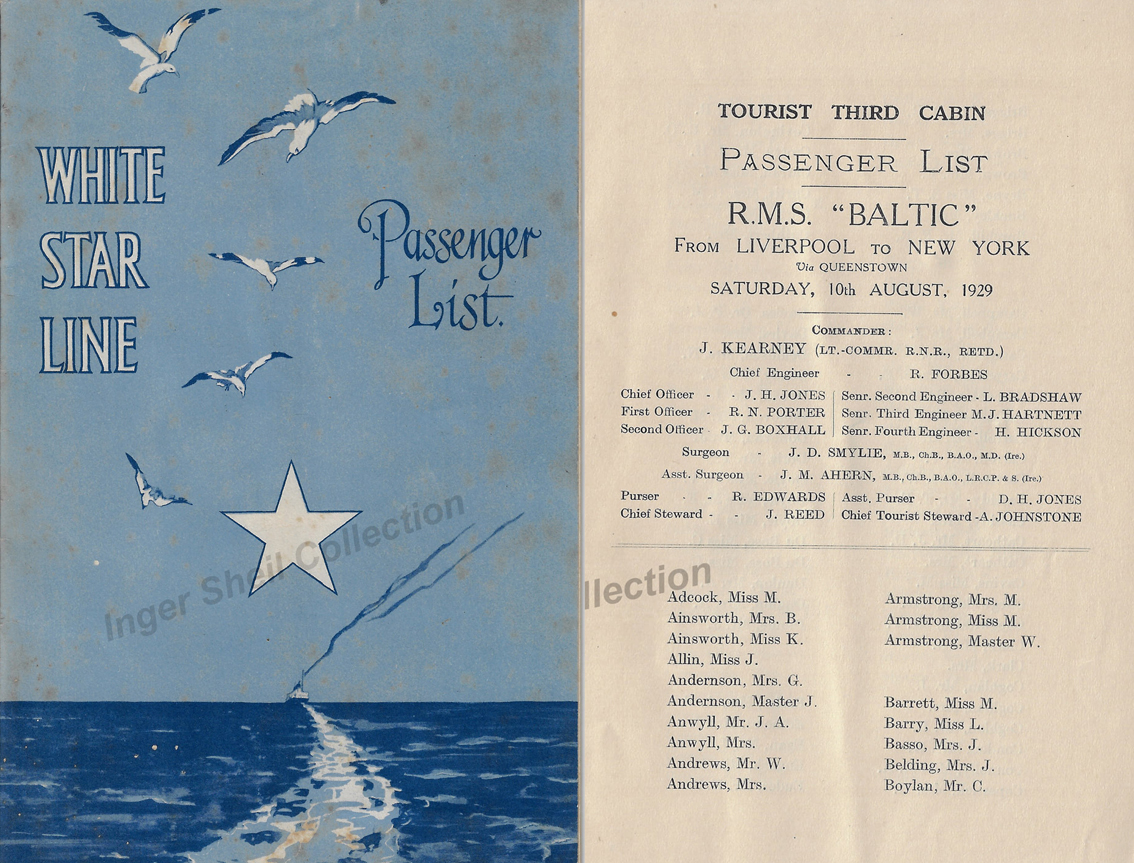 WHITE
STAR
LINE
Passenger
List.
Inger Sheil Collection
TOURIST THIRD CABIN
PASSENGER LIST
R.M.S. “BALTIC”
FROM LIVERPOOL TO NEW YORK
Via QUEENSTOWN
SATURDAY, 10th AUGUST, 1929
COMMANDER:
J. KEARNEY (LT.-COMMR. R.N.R., RETD.)
Chief Engineer - - R. FORBES
Chief Officer - - J. H. JONES
First Officer - R. N. PORTER
Second Officer - J. G. BOXHALL
Senr. Second Engineer - L. BRADSHAW
Senr. Third Engineer M. J. HARTNETT
Senr. Fourth Engineer - H. HICKSON
Surgeon - J. D. SMYLIE, M.B., Ch.B., B.A.O., M.D. (Ire.)
Asst. Surgeon - J. M. AHERN, M.B., Ch.B., B.A.O., L.R.C.P. & S. (Ire.)
Purser - - R. EDWARDS
Chief Steward - - J. REED
Asst. Purser - - D. H. JONES
Chief Tourist Steward - A. JOHNSTONE
llection
Adcock, Miss M.
Ainsworth, Mrs. B.
Ainsworth, Miss K.
Allin, Miss J.
Andernson, Mrs. G.
Andernson, Master J.
Anwyll, Mr. J. A.
Anwyll, Mrs.
Andrews, Mr. W.
Andrews, Mrs.
Armstrong, Mrs. M.
Armstrong, Miss M.
Armstrong, Master W.
Barrett, Miss M.
Barry, Miss L.
Basso, Mrs. J.
Belding, Mrs. J.
Boylan, Mr. C.